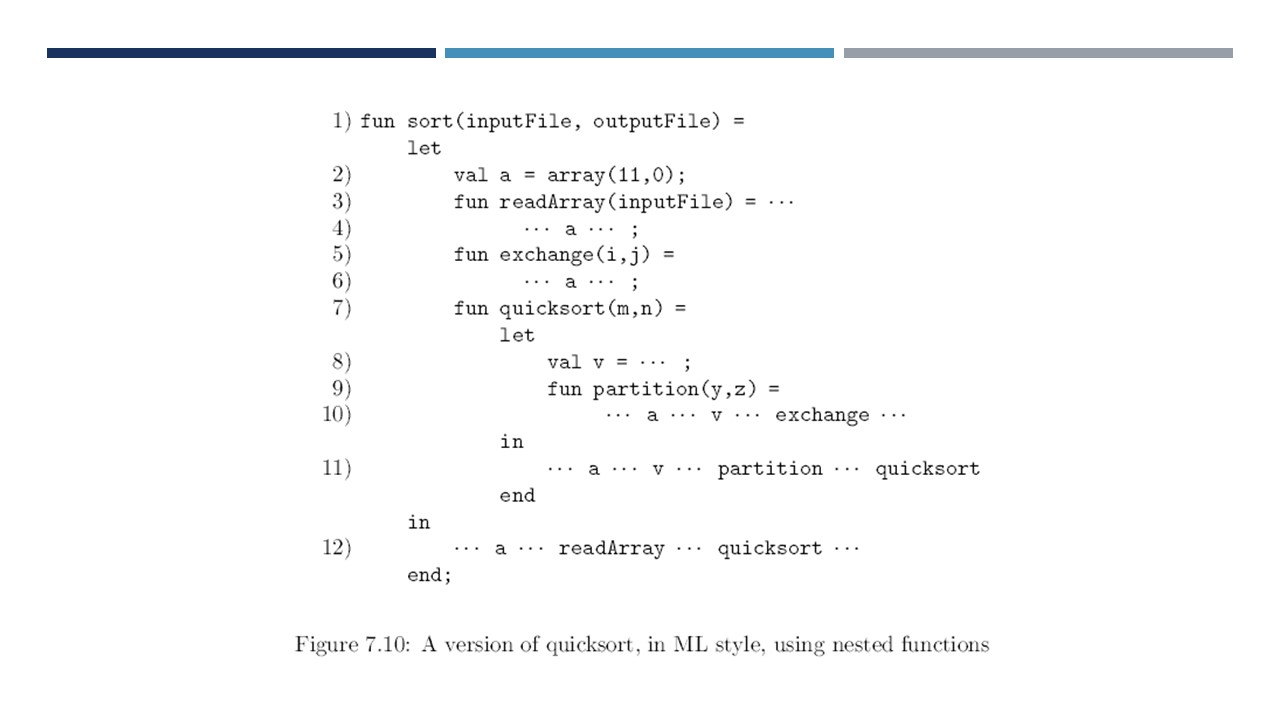 1) fun sort(inputFile, outputFile) =
let
2) val a = array(11,0);
3) fun readArray(inputFile) = ···
4) ··· a ··· ;
5) fun exchange(i,j) =
6) ··· a ··· ;
7) fun quicksort(m,n) =
let
8) val v = ··· ;
9) fun partition(y,z) =
10) ··· a ··· v ··· exchange ···
in
11) ··· a ··· v ··· partition ··· quicksort
end
in
12) ··· a ··· readArray ··· quicksort ···
end;
Figure 7.10: A version of quicksort, in ML style, using nested functions